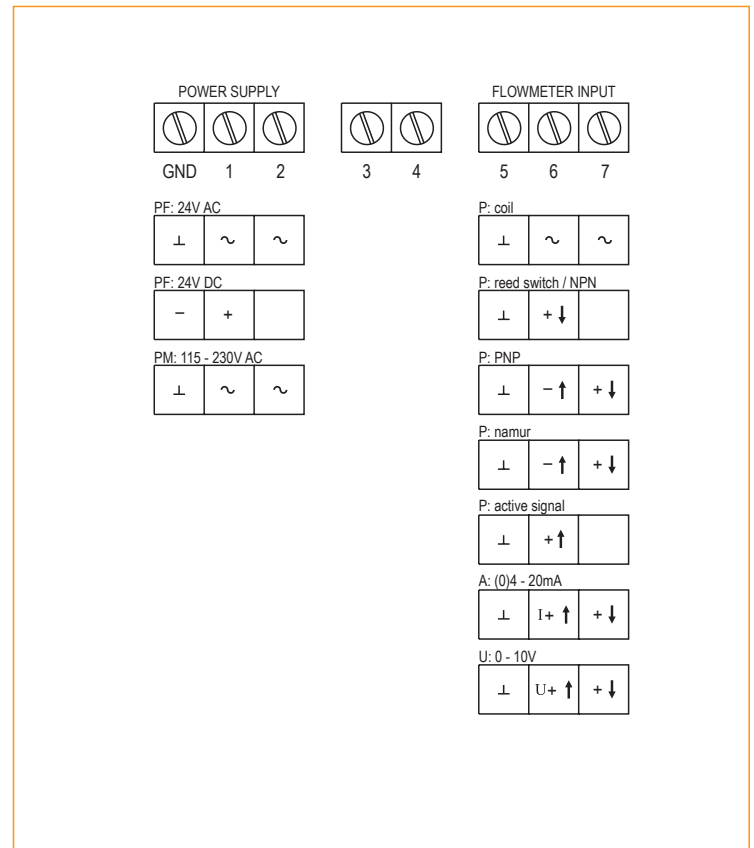 POWER SUPPLY
FLOWMETER INPUT
GND 1 2 3 4 5 6 7
PF: 24V AC
⊥ ~ ~
PF: 24V DC
− +
PM: 115 - 230V AC
⊥ ~ ~
P: coil
⊥ ~ ~
P: reed switch / NPN
⊥ +↓
P: PNP
⊥ −↑ +↓
P: namur
⊥ −↑ +↓
P: active signal
⊥ +↑
A: (0)4 - 20mA
⊥ I+ ↑ +↓
U: 0 - 10V
⊥ U+ ↑ +↓